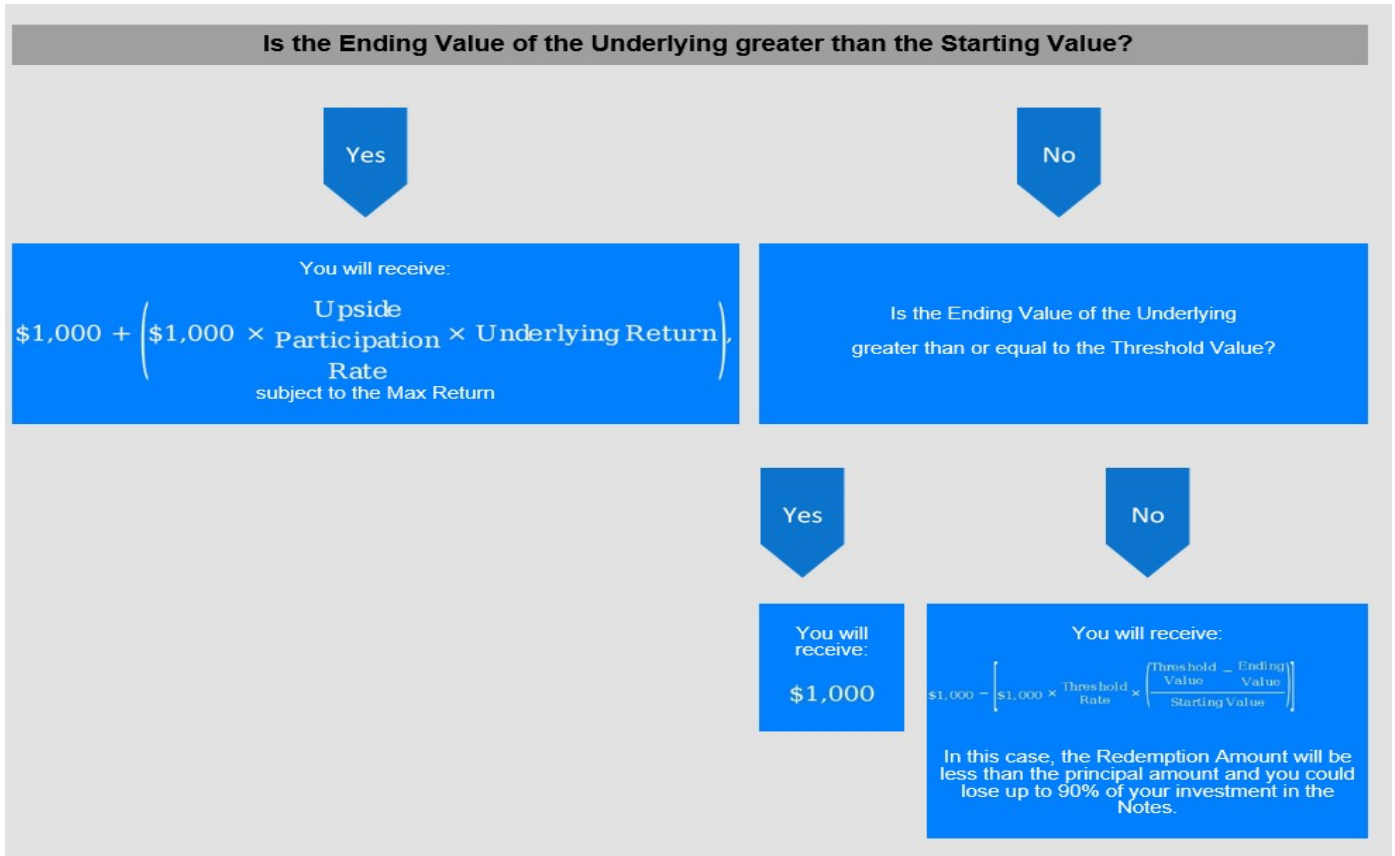 Is the Ending Value of the Underlying greater than the Starting Value?
Yes
No
You will receive:
$1,000 + ($1,000 × Upside Participation Rate × Underlying Return),
subject to the Max Return
Is the Ending Value of the Underlying
greater than or equal to the Threshold Value?
Yes
No
You will
receive:
$1,000
You will receive:
$1,000 − [$1,000 × Threshold Rate × (Threshold Value − Ending Value / Starting Value)]
In this case, the Redemption Amount will be
less than the principal amount and you could
lose up to 90% of your investment in the
Notes.